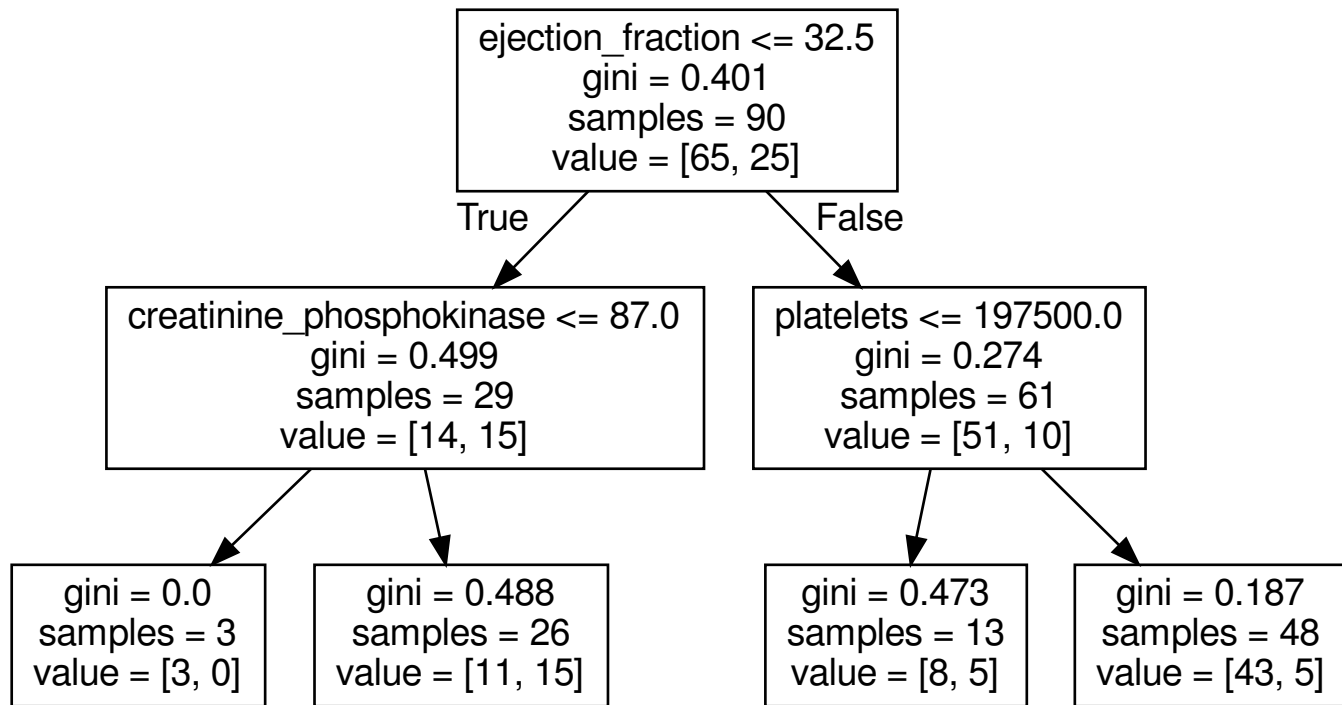 ejection_fraction <= 32.5
gini = 0.401
samples = 90
value = [65, 25]
True
False
creatinine_phosphokinase <= 87.0
gini = 0.499
samples = 29
value = [14, 15]
platelets <= 197500.0
gini = 0.274
samples = 61
value = [51, 10]
gini = 0.0
samples = 3
value = [3, 0]
gini = 0.488
samples = 26
value = [11, 15]
gini = 0.473
samples = 13
value = [8, 5]
gini = 0.187
samples = 48
value = [43, 5]